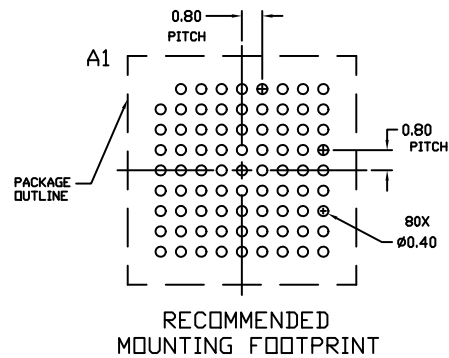 0.80
PITCH
A1
0.80
PITCH
PACKAGE
OUTLINE
80X
Ø0.40
RECOMMENDED
MOUNTING FOOTPRINT